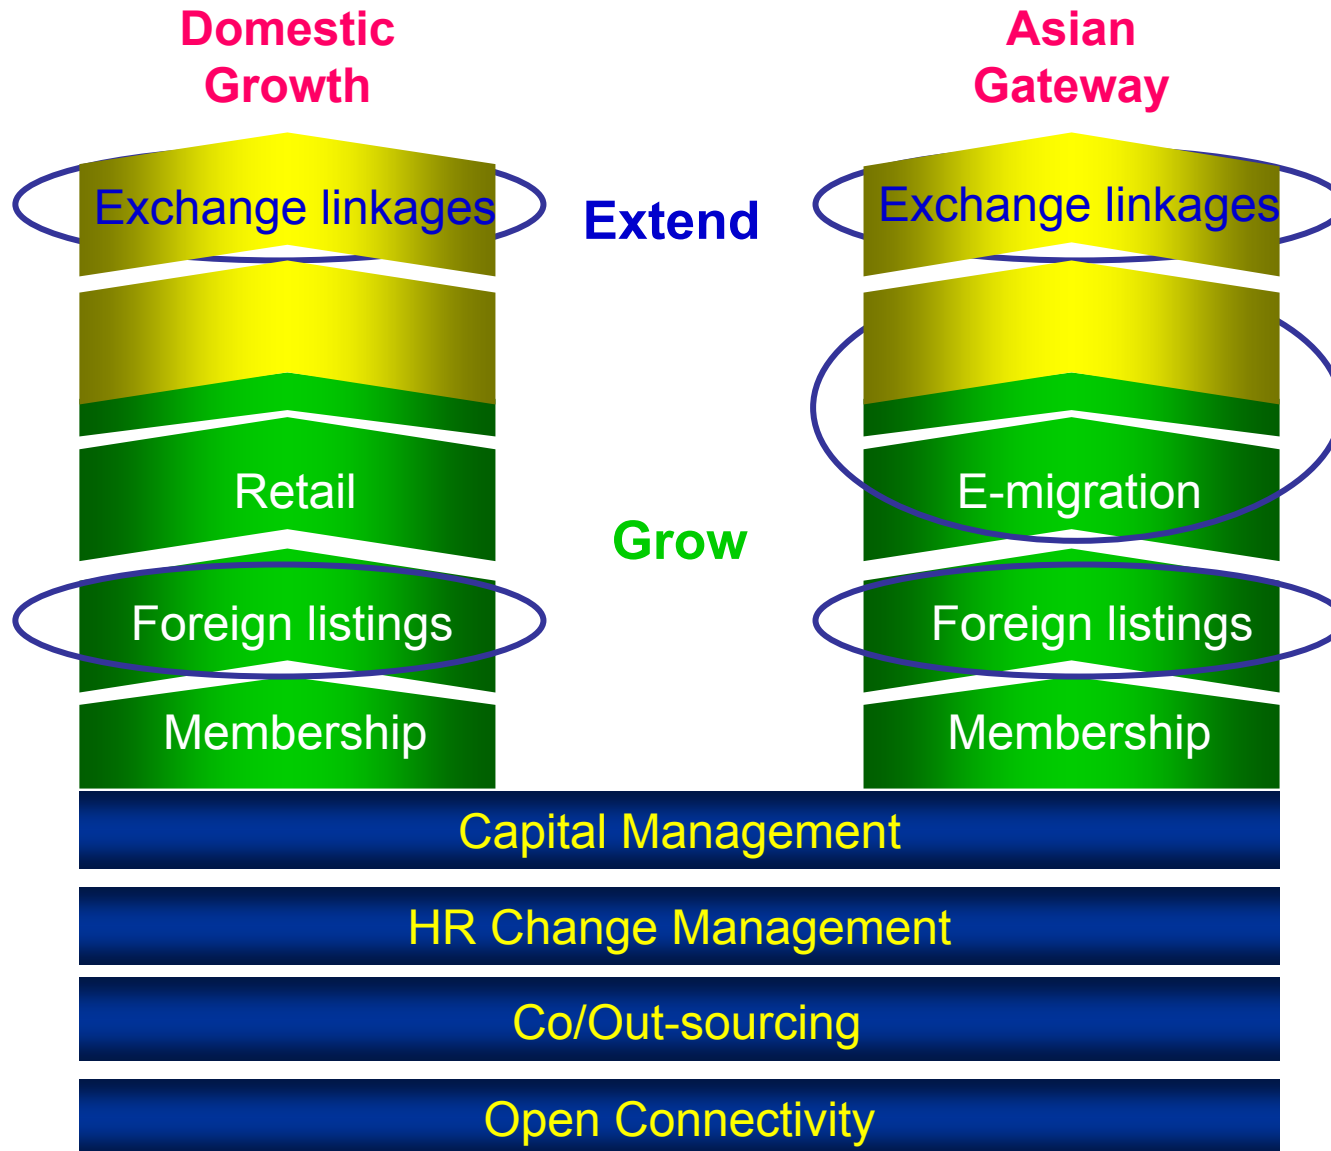 Domestic
Growth
Asian
Gateway
Exchange linkages
Extend
Exchange linkages
Retail
E-migration
Grow
Foreign listings
Foreign listings
Membership
Membership
Capital Management
HR Change Management
Co/Out-sourcing
Open Connectivity